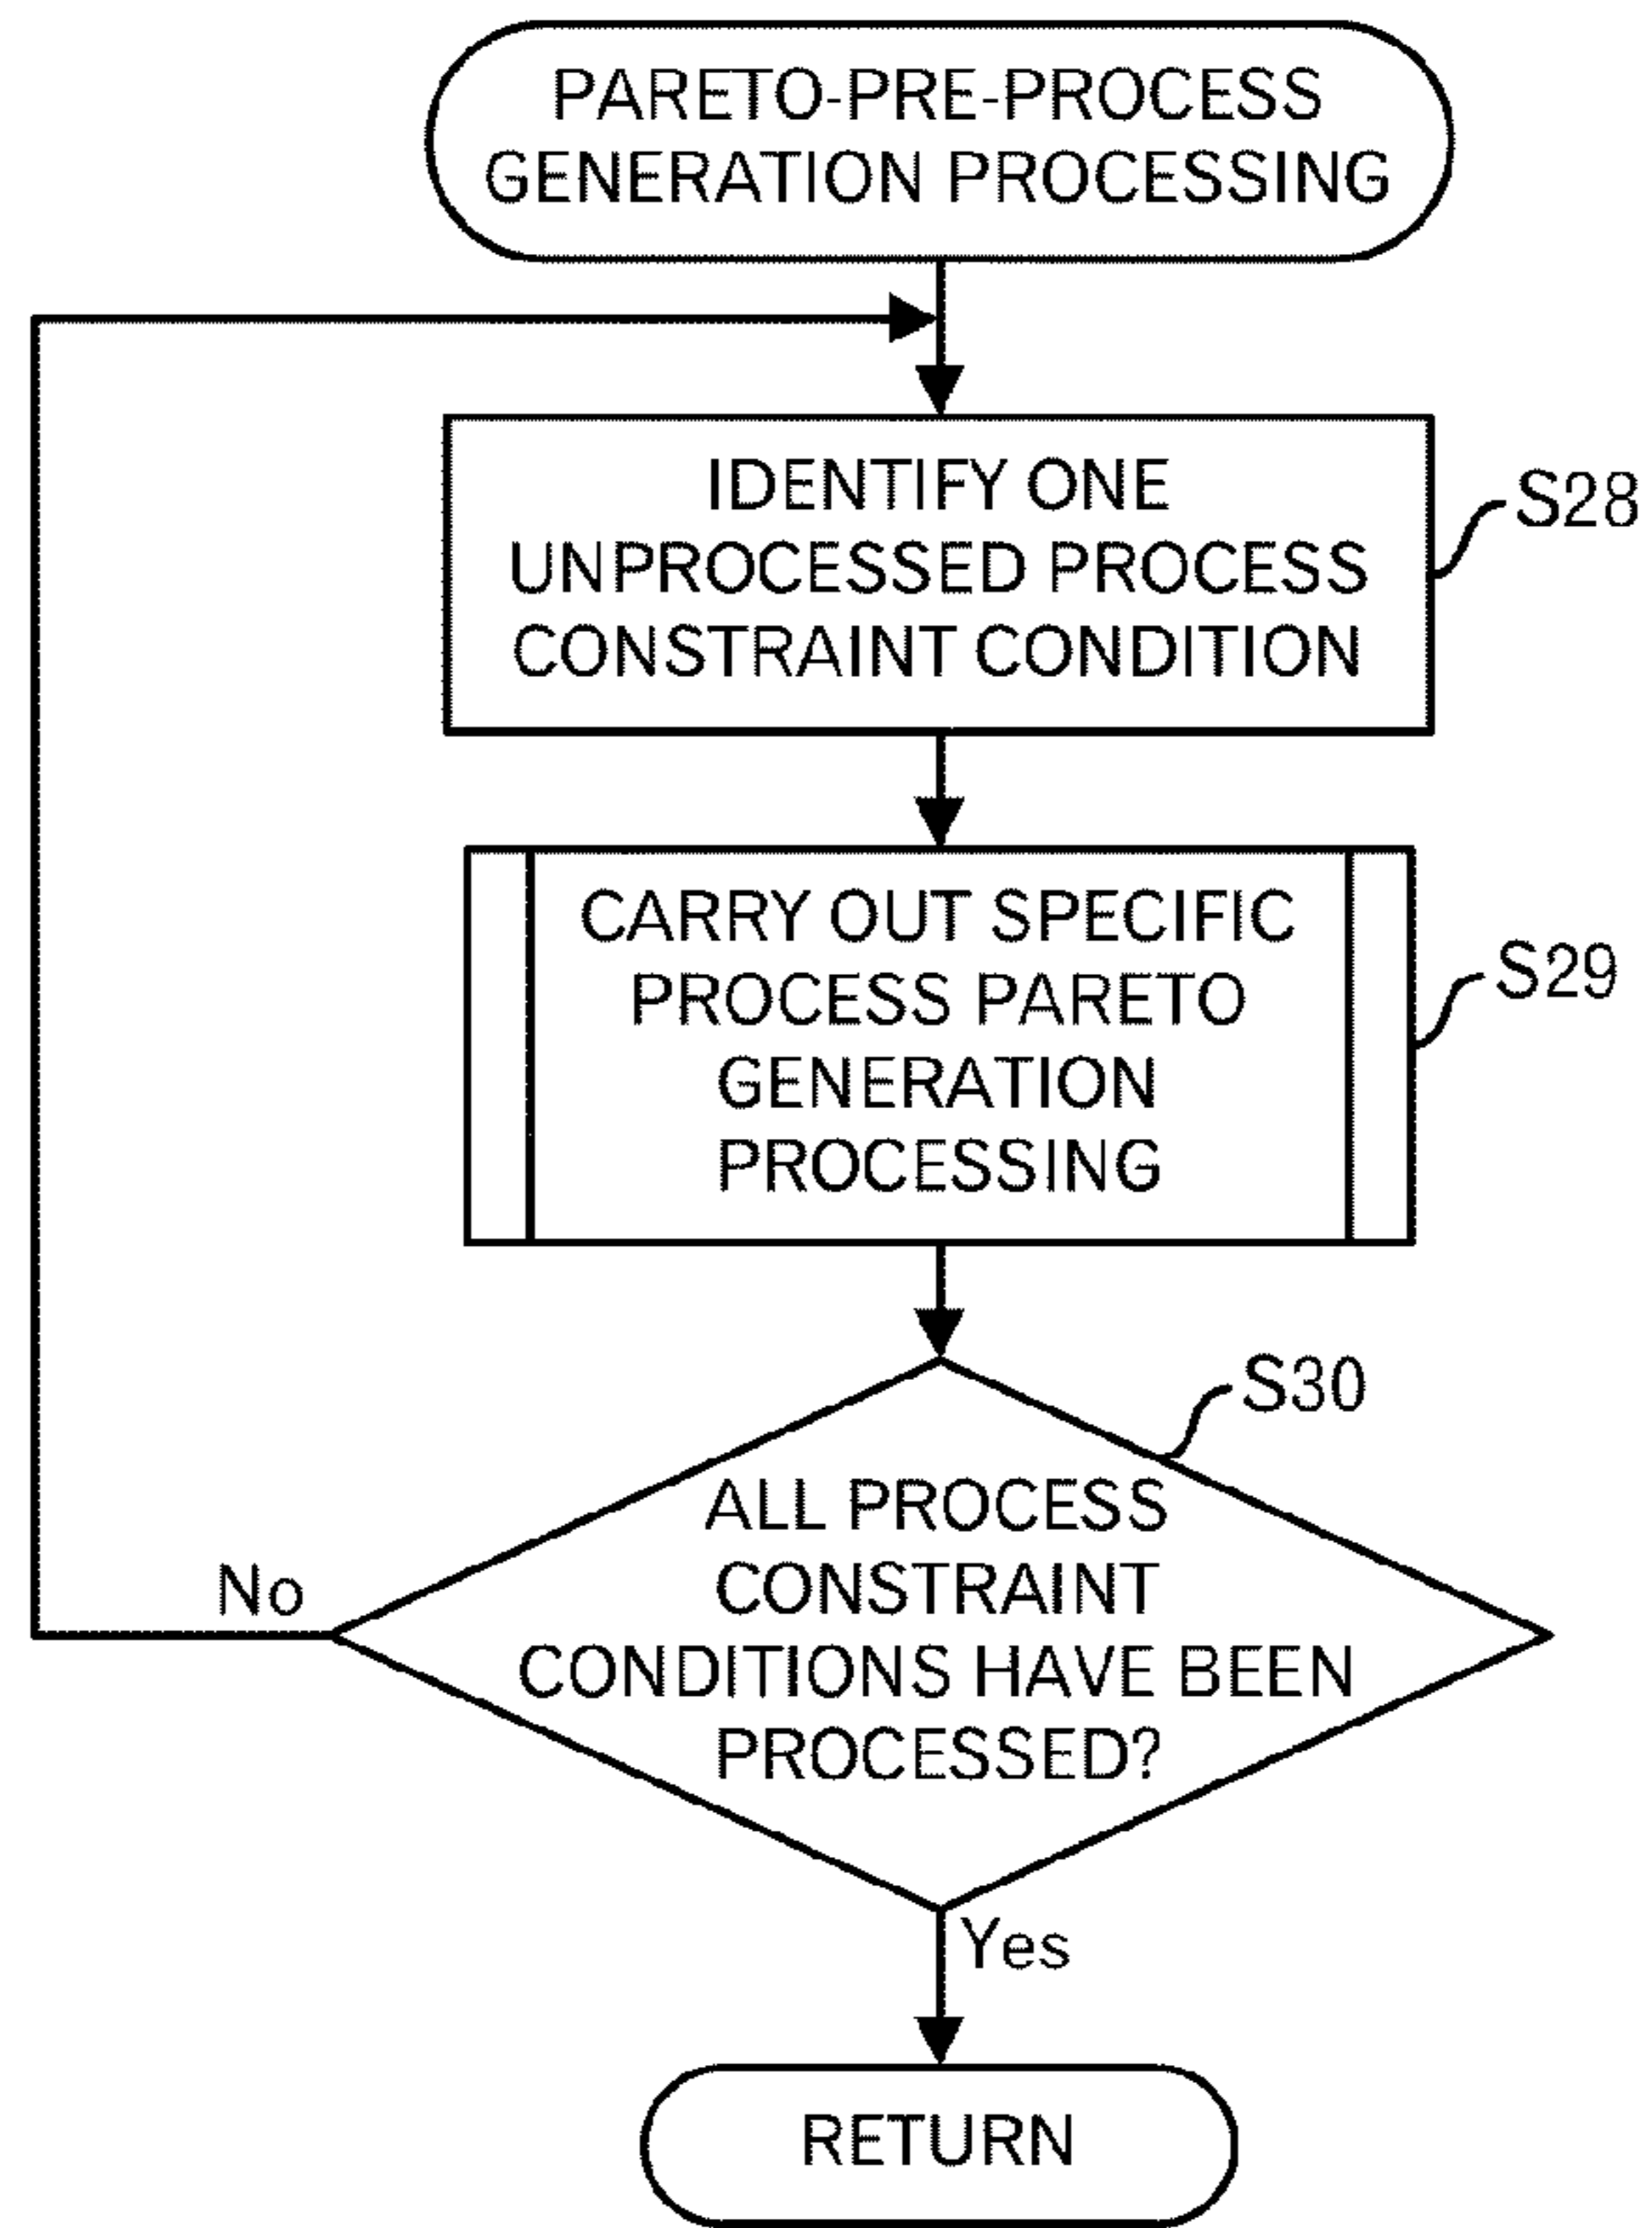 PARETO-PRE-PROCESS
GENERATION PROCESSING
IDENTIFY ONE
UNPROCESSED PROCESS
CONSTRAINT CONDITION
S28
CARRY OUT SPECIFIC
PROCESS PARETO
GENERATION
PROCESSING
S29
S30
ALL PROCESS
CONSTRAINT
CONDITIONS HAVE BEEN
PROCESSED?
No
Yes
RETURN